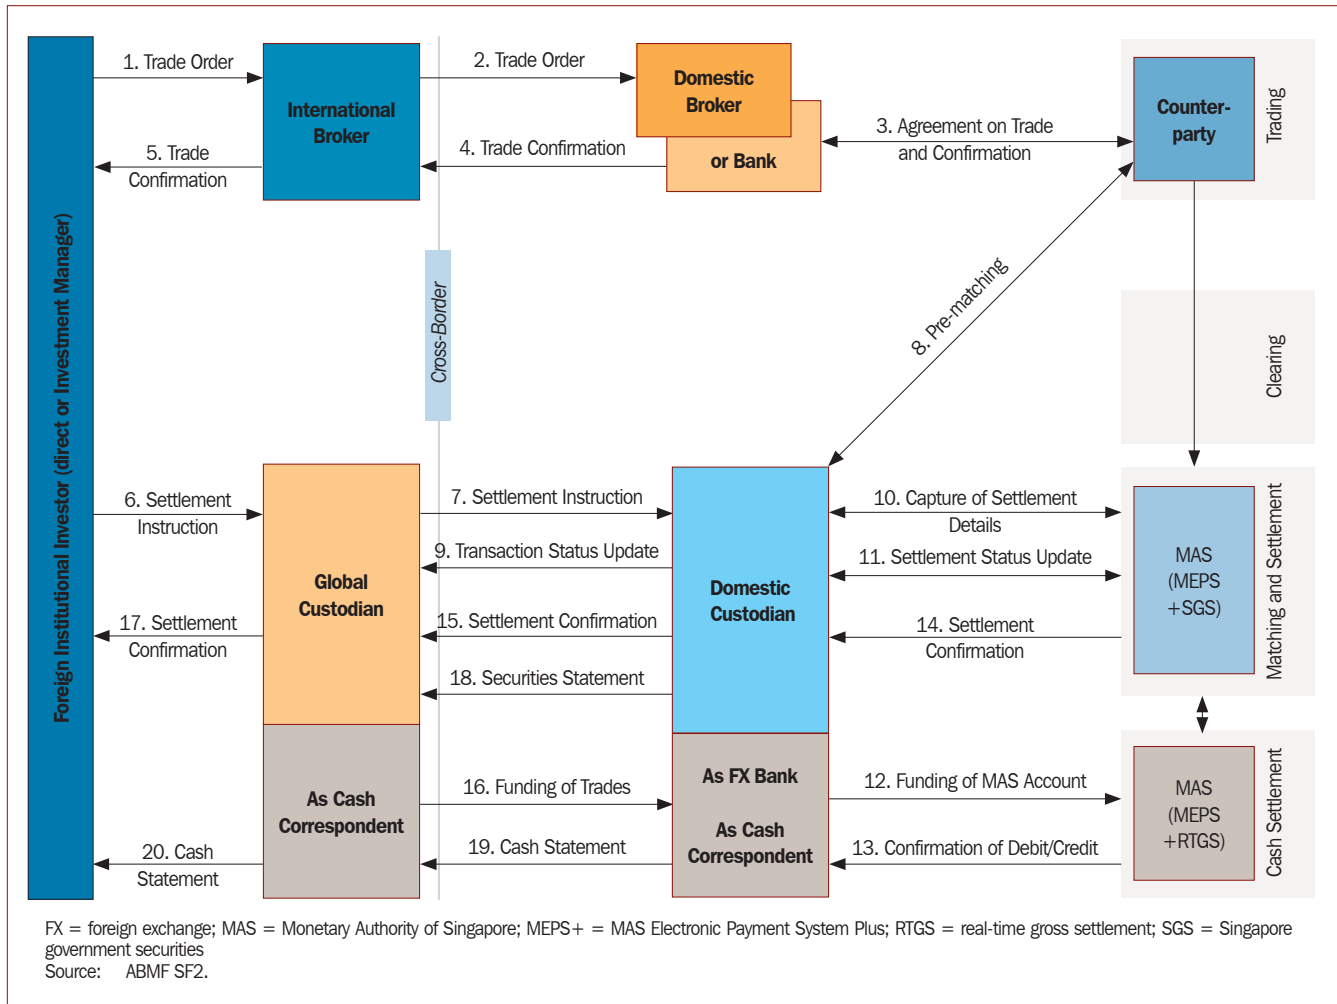 Foreign Institutional Investor (direct or Investment Manager)
1. Trade Order
International
Broker
2. Trade Order
Domestic
Broker
or Bank
3. Agreement on Trade
and Confirmation
Counter-
party
Trading
4. Trade Confirmation
5. Trade
Confirmation
Cross-Border
8. Pre-matching
Clearing
6. Settlement
Instruction
Global
Custodian
7. Settlement Instruction
9. Transaction Status Update
15. Settlement Confirmation
18. Securities Statement
Domestic
Custodian
10. Capture of Settlement
Details
11. Settlement Status Update
14. Settlement
Confirmation
MAS
(MEPS
+SGS)
Matching and Settlement
17. Settlement
Confirmation
As Cash
Correspondent
16. Funding of Trades
19. Cash Statement
As FX Bank
As Cash
Correspondent
12. Funding of MAS Account
13. Confirmation of Debit/Credit
MAS
(MEPS
+RTGS)
Cash Settlement
20. Cash
Statement
FX = foreign exchange; MAS = Monetary Authority of Singapore; MEPS+ = MAS Electronic Payment System Plus; RTGS = real-time gross settlement; SGS = Singapore
government securities
Source: ABMF SF2.